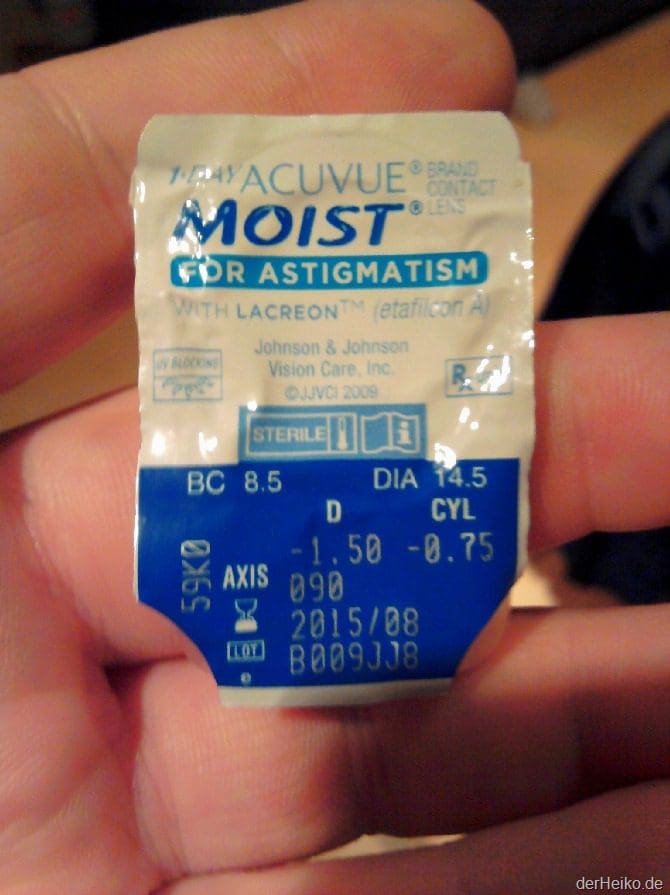 1·DAY ACUVUE® BRAND
CONTACT
LENS
MOIST®
FOR ASTIGMATISM
WITH LACREON™ (etafilcon A)
Johnson & Johnson
Vision Care, Inc.
©JJVCI 2009
UV BLOCKING
STERILE i
BC 8.5 DIA 14.5
D CYL
-1.50 -0.75
59K0
AXIS 090
2015/08
LOT B009JJ8
e
derHeiko.de